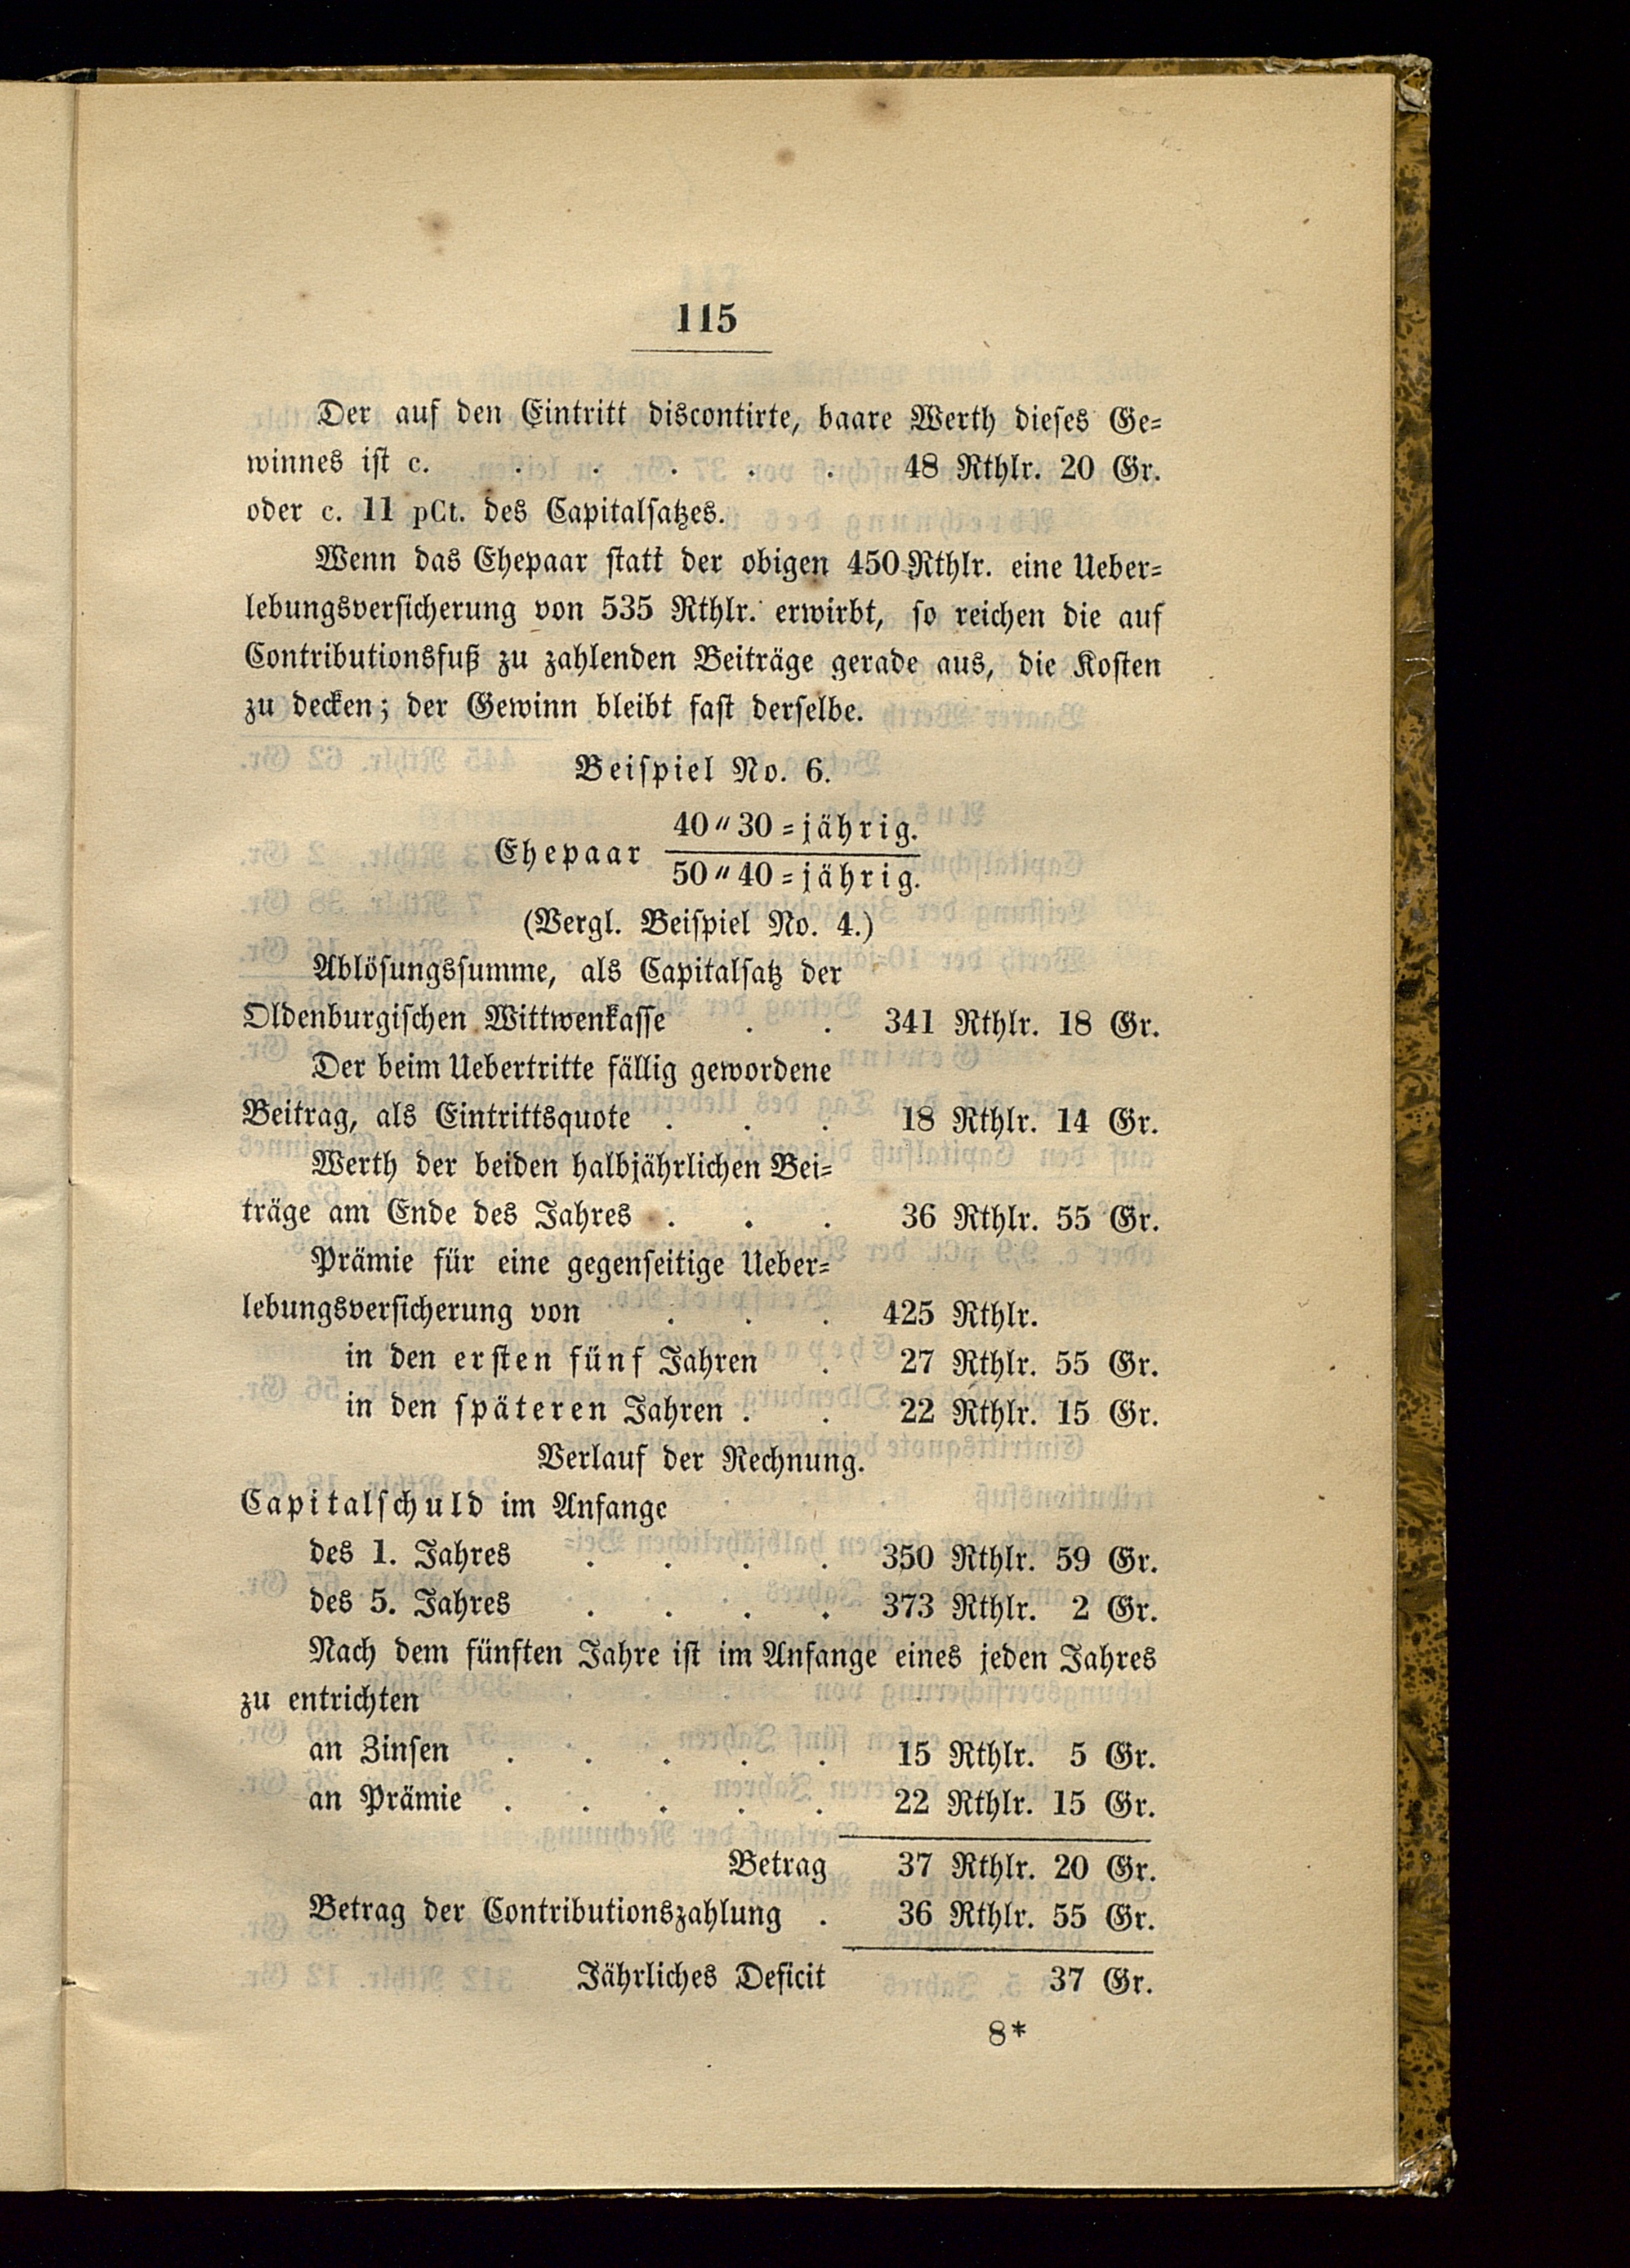 115
Der auf den Eintritt discontirte, baare Werth dieses Ge=
winnes ist c. . . . . . 48 Rthlr. 20 Gr.
oder c. 11 pCt. des Capitalsatzes.
Wenn das Ehepaar statt der obigen 450 Rthlr. eine Ueber=
lebungsversicherung von 535 Rthlr. erwirbt, so reichen die auf
Contributionsfuß zu zahlenden Beiträge gerade aus, die Kosten
zu decken; der Gewinn bleibt fast derselbe.
Beispiel No. 6.
40 " 30 = jährig.
Ehepaar
50 " 40 = jährig.
(Vergl. Beispiel No. 4.)
Ablösungssumme, als Capitalsatz der
Oldenburgischen Wittwenkasse . . 341 Rthlr. 18 Gr.
Der beim Uebertritte fällig gewordene
Beitrag, als Eintrittsquote . . . 18 Rthlr. 14 Gr.
Werth der beiden halbjährlichen Bei=
träge am Ende des Jahres . . . 36 Rthlr. 55 Gr.
Prämie für eine gegenseitige Ueber=
lebungsversicherung von . . . 425 Rthlr.
in den ersten fünf Jahren . 27 Rthlr. 55 Gr.
in den späteren Jahren . . 22 Rthlr. 15 Gr.
Verlauf der Rechnung.
Capitalschuld im Anfange
des 1. Jahres . . . . 350 Rthlr. 59 Gr.
des 5. Jahres . . . . 373 Rthlr. 2 Gr.
Nach dem fünften Jahre ist im Anfange eines jeden Jahres
zu entrichten
an Zinsen . . . . . 15 Rthlr. 5 Gr.
an Prämie . . . . . 22 Rthlr. 15 Gr.
Betrag 37 Rthlr. 20 Gr.
Betrag der Contributionszahlung . 36 Rthlr. 55 Gr.
Jährliches Deficit 37 Gr.
8*